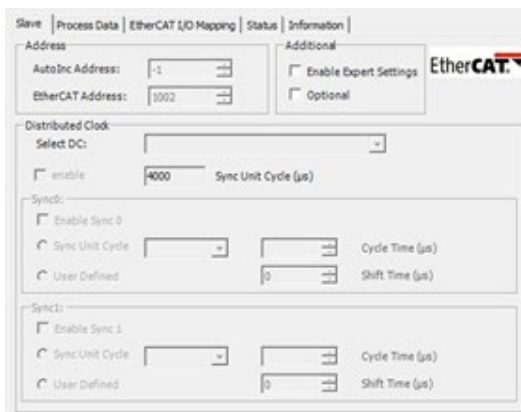 Slave Process Data EtherCAT I/O Mapping Status Information
Address
AutoInc Address: -1
EtherCAT Address: 1002
Additional
Enable Expert Settings
Optional
EtherCAT.
Distributed Clock
Select DC:
enable 4000 Sync Unit Cycle (µs)
Sync0:
Enable Sync 0
Sync Unit Cycle Cycle Time (µs)
User Defined 0 Shift Time (µs)
Sync1:
Enable Sync 1
Sync Unit Cycle Cycle Time (µs)
User Defined 0 Shift Time (µs)